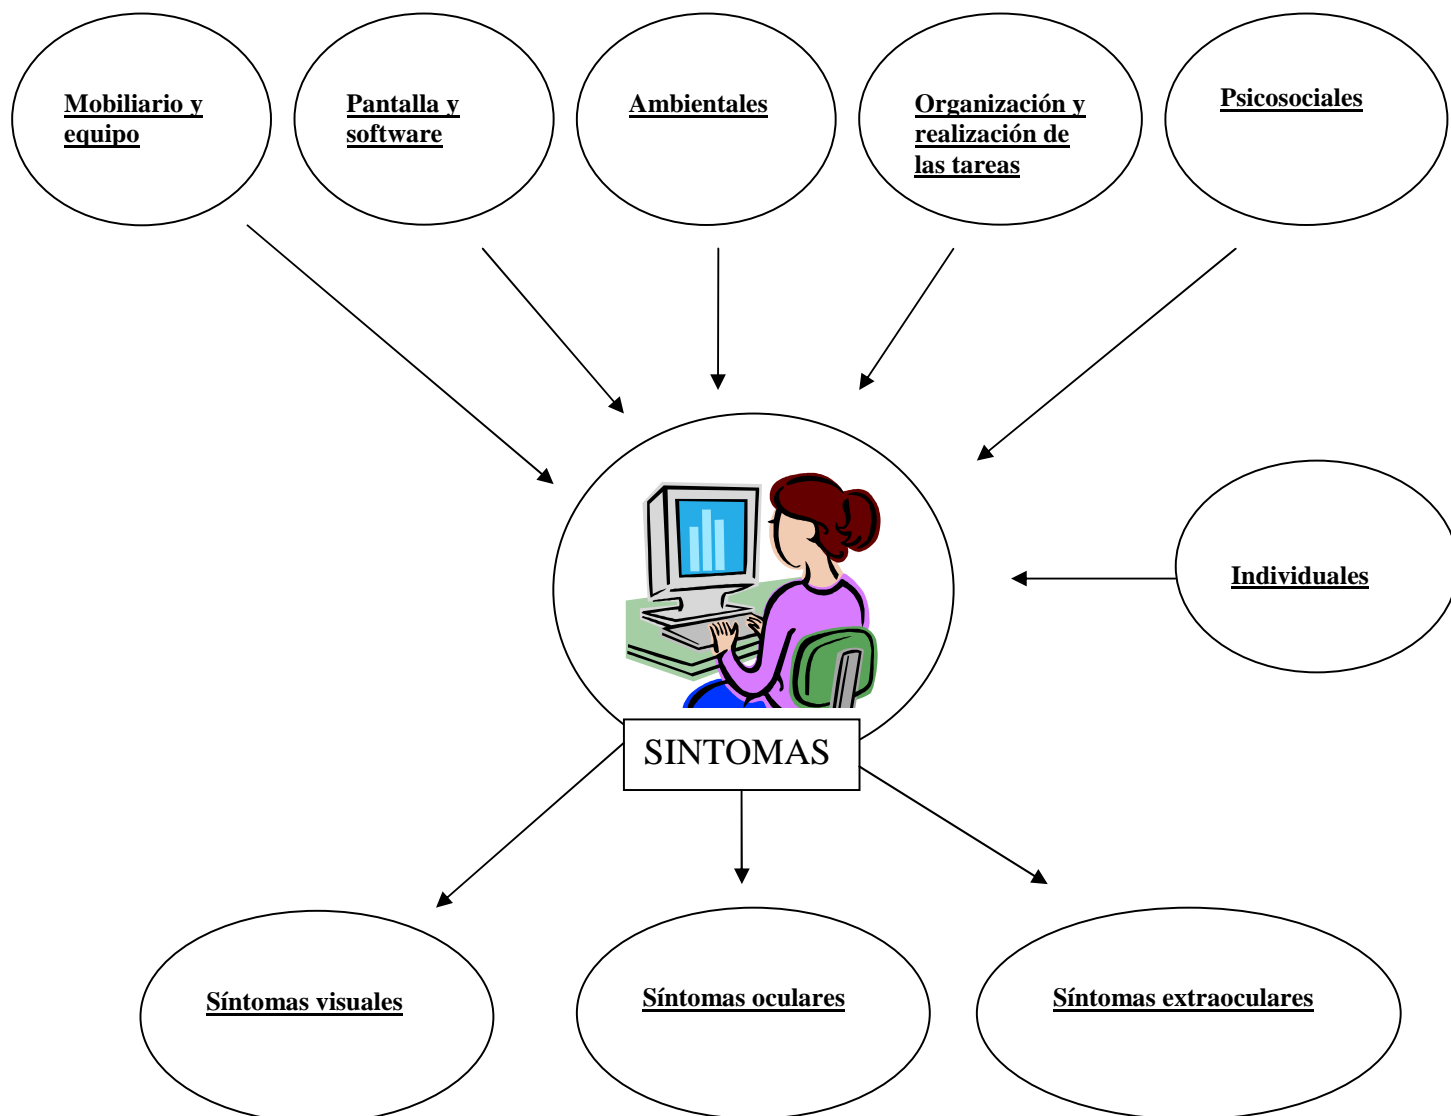 Mobiliario y
equipo
Pantalla y
software
Ambientales
Organización y
realización de
las tareas
Psicosociales
Individuales
SINTOMAS
Síntomas visuales
Síntomas oculares
Síntomas extraoculares